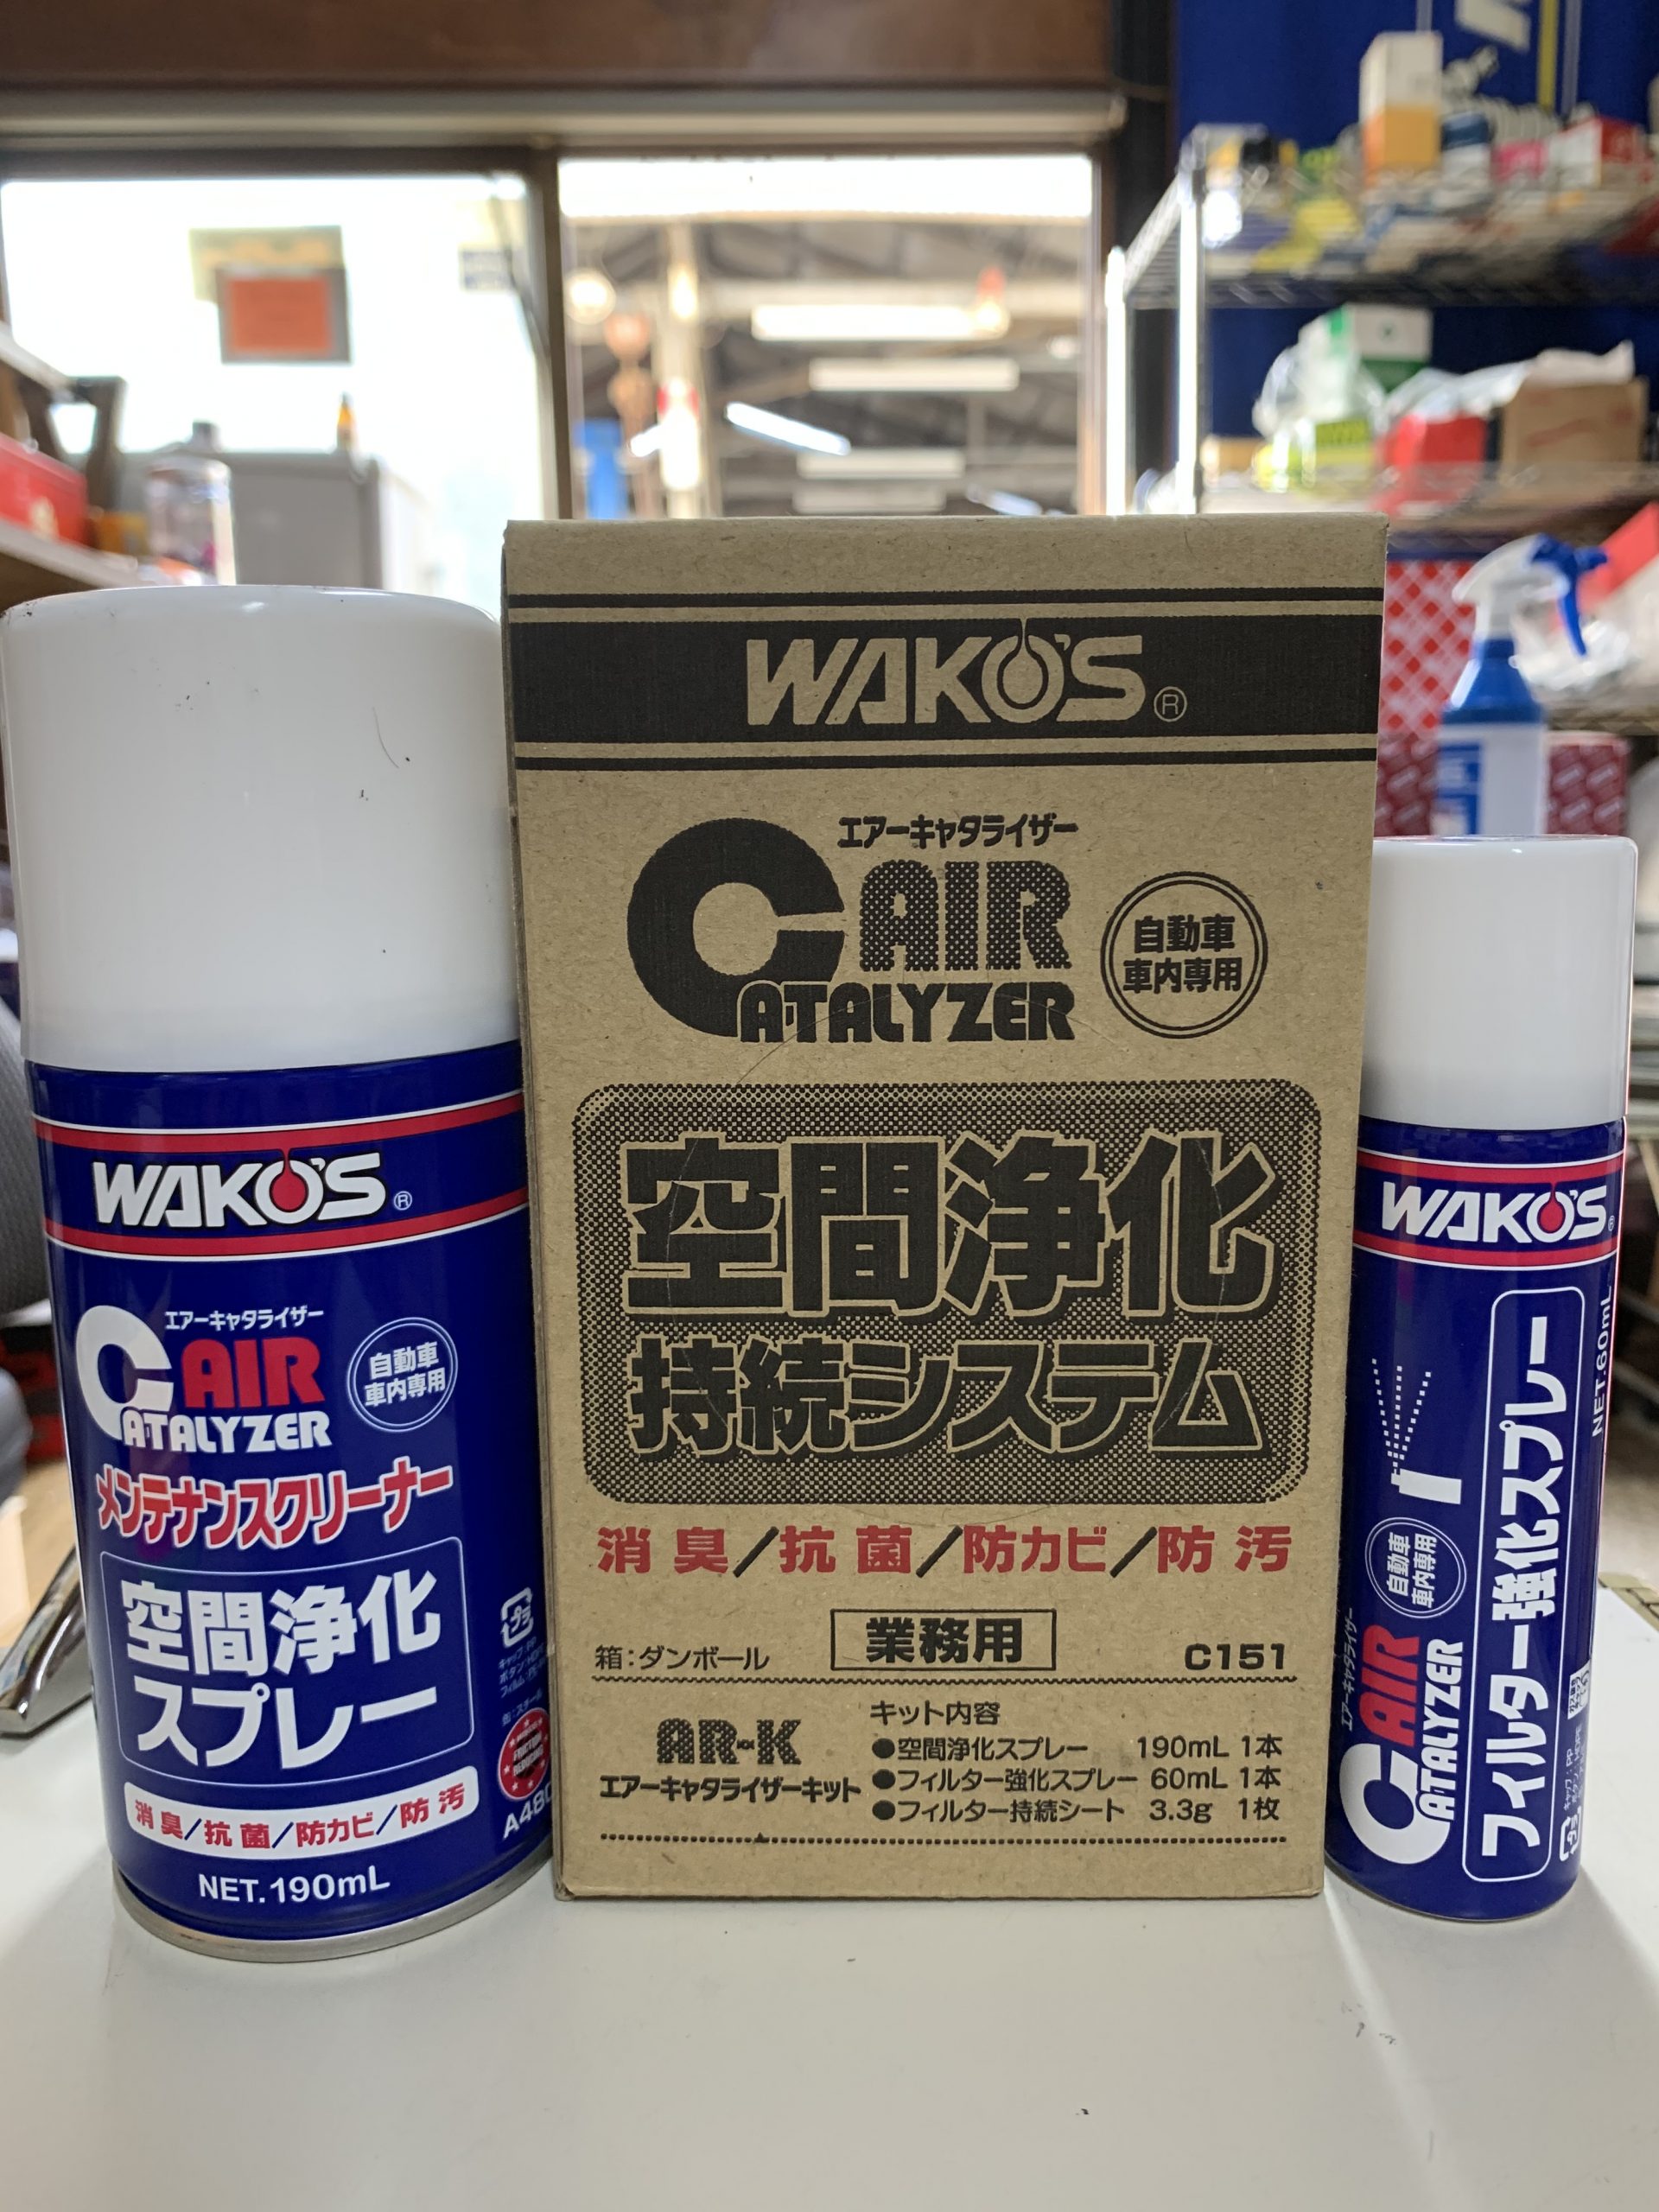 WAKO'S®
エアーキャタライザー
AIR
CATALYZER
自動車
車内専用
メンテナンスクリーナー
空間浄化
スプレー
消臭/抗菌/防カビ/防汚
NET.190mL
プラ
WAKO'S®
エアーキャタライザー
AIR
CATALYZER
自動車
車内専用
空間浄化
持続システム
消臭/抗菌/防カビ/防汚
箱:ダンボール
業務用
C151
AR-K
エアーキャタライザーキット
キット内容
●空間浄化スプレー 190mL 1本
●フィルター強化スプレー 60mL 1本
●フィルター持続シート 3.3g 1枚
WAKO'S®
エアーキャタライザー
AIR
CATALYZER
自動車
車内専用
フィルター強化スプレー
NET.60mL
プラ